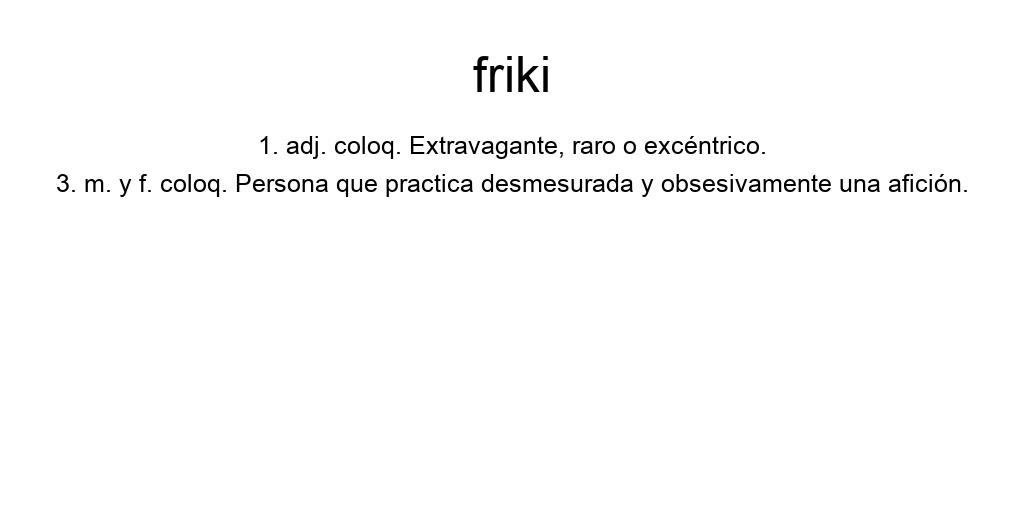 friki
1. adj. coloq. Extravagante, raro o excéntrico.
3. m. y f. coloq. Persona que practica desmesurada y obsesivamente una afición.